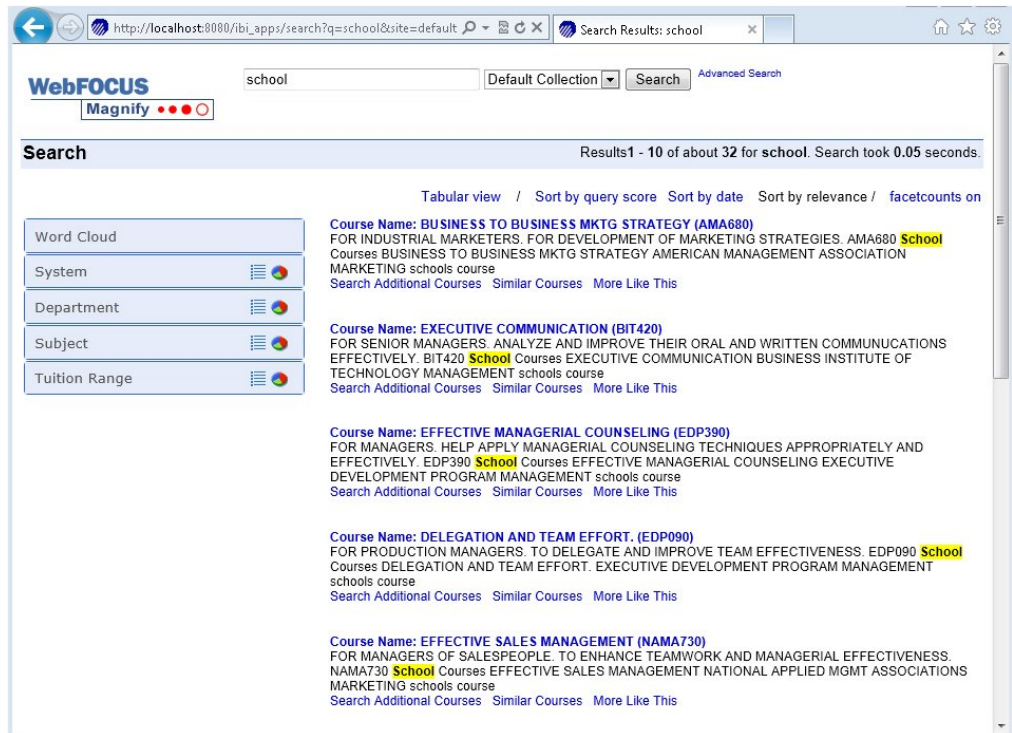 http://localhost:8080/ibi_apps/search?q=school&site=default
Search Results: school
WebFOCUS
Magnify
school
Default Collection
Search
Advanced Search
Search
Results1 - 10 of about 32 for school. Search took 0.05 seconds.
Tabular view / Sort by query score Sort by date Sort by relevance / facetcounts on
Word Cloud
System
Department
Subject
Tuition Range
Course Name: BUSINESS TO BUSINESS MKTG STRATEGY (AMA680)
FOR INDUSTRIAL MARKETERS. FOR DEVELOPMENT OF MARKETING STRATEGIES. AMA680 School
Courses BUSINESS TO BUSINESS MKTG STRATEGY AMERICAN MANAGEMENT ASSOCIATION
MARKETING schools course
Search Additional Courses Similar Courses More Like This
Course Name: EXECUTIVE COMMUNICATION (BIT420)
FOR SENIOR MANAGERS. ANALYZE AND IMPROVE THEIR ORAL AND WRITTEN COMMUNUCATIONS
EFFECTIVELY. BIT420 School Courses EXECUTIVE COMMUNICATION BUSINESS INSTITUTE OF
TECHNOLOGY MANAGEMENT schools course
Search Additional Courses Similar Courses More Like This
Course Name: EFFECTIVE MANAGERIAL COUNSELING (EDP390)
FOR MANAGERS. HELP APPLY MANAGERIAL COUNSELING TECHNIQUES APPROPRIATELY AND
EFFECTIVELY. EDP390 School Courses EFFECTIVE MANAGERIAL COUNSELING EXECUTIVE
DEVELOPMENT PROGRAM MANAGEMENT schools course
Search Additional Courses Similar Courses More Like This
Course Name: DELEGATION AND TEAM EFFORT. (EDP090)
FOR PRODUCTION MANAGERS. TO DELEGATE AND IMPROVE TEAM EFFECTIVENESS. EDP090 School
Courses DELEGATION AND TEAM EFFORT. EXECUTIVE DEVELOPMENT PROGRAM MANAGEMENT
schools course
Search Additional Courses Similar Courses More Like This
Course Name: EFFECTIVE SALES MANAGEMENT (NAMA730)
FOR MANAGERS OF SALESPEOPLE. TO ENHANCE TEAMWORK AND MANAGERIAL EFFECTIVENESS.
NAMA730 School Courses EFFECTIVE SALES MANAGEMENT NATIONAL APPLIED MGMT ASSOCIATIONS
MARKETING schools course
Search Additional Courses Similar Courses More Like This